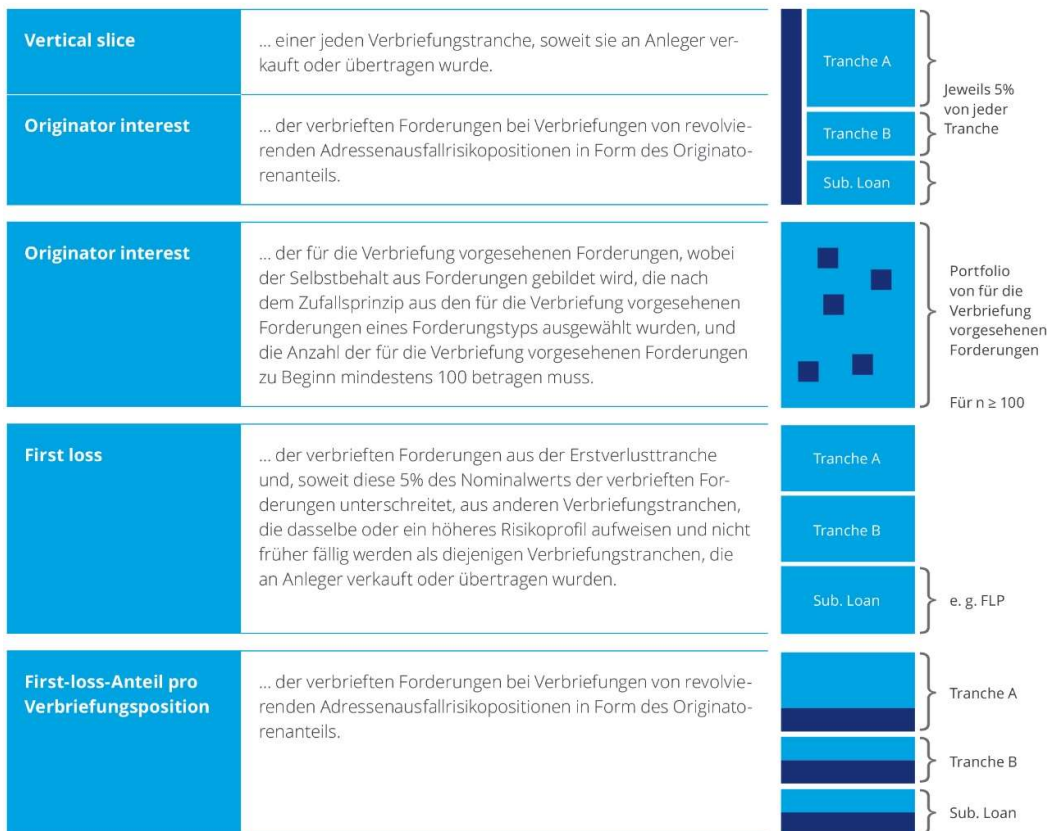 Vertical slice
... einer jeden Verbriefungstranche, soweit sie an Anleger ver-
kauft oder übertragen wurde.
Tranche A
Jeweils 5%
von jeder
Tranche
Originator interest
... der verbrieften Forderungen bei Verbriefungen von revolvie-
renden Adressenausfallrisikopositionen in Form des Originato-
renanteils.
Tranche B
Sub. Loan
Originator interest
... der für die Verbriefung vorgesehenen Forderungen, wobei
der Selbstbehalt aus Forderungen gebildet wird, die nach
dem Zufallsprinzip aus den für die Verbriefung vorgesehenen
Forderungen eines Forderungstyps ausgewählt wurden, und
die Anzahl der für die Verbriefung vorgesehenen Forderungen
zu Beginn mindestens 100 betragen muss.
Portfolio
von für die
Verbriefung
vorgesehenen
Forderungen
Für n ≥ 100
First loss
... der verbrieften Forderungen aus der Erstverlusttranche
und, soweit diese 5% des Nominalwerts der verbrieften For-
derungen unterschreitet, aus anderen Verbriefungstranchen,
die dasselbe oder ein höheres Risikoprofil aufweisen und nicht
früher fällig werden als diejenigen Verbriefungstranchen, die
an Anleger verkauft oder übertragen wurden.
Tranche A
Tranche B
Sub. Loan
e. g. FLP
First-loss-Anteil pro
Verbriefungsposition
... der verbrieften Forderungen bei Verbriefungen von revolvie-
renden Adressenausfallrisikopositionen in Form des Originato-
renanteils.
Tranche A
Tranche B
Sub. Loan